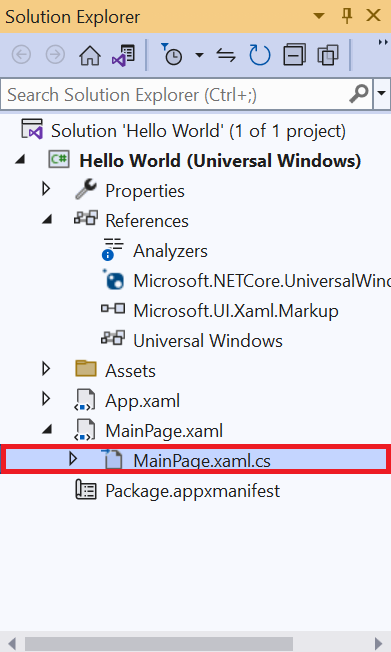 Solution Explorer
Search Solution Explorer (Ctrl+;)
Solution 'Hello World' (1 of 1 project)
C# Hello World (Universal Windows)
Properties
References
Analyzers
Microsoft.NETCore.UniversalWin
Microsoft.UI.Xaml.Markup
Universal Windows
Assets
App.xaml
MainPage.xaml
MainPage.xaml.cs
Package.appxmanifest